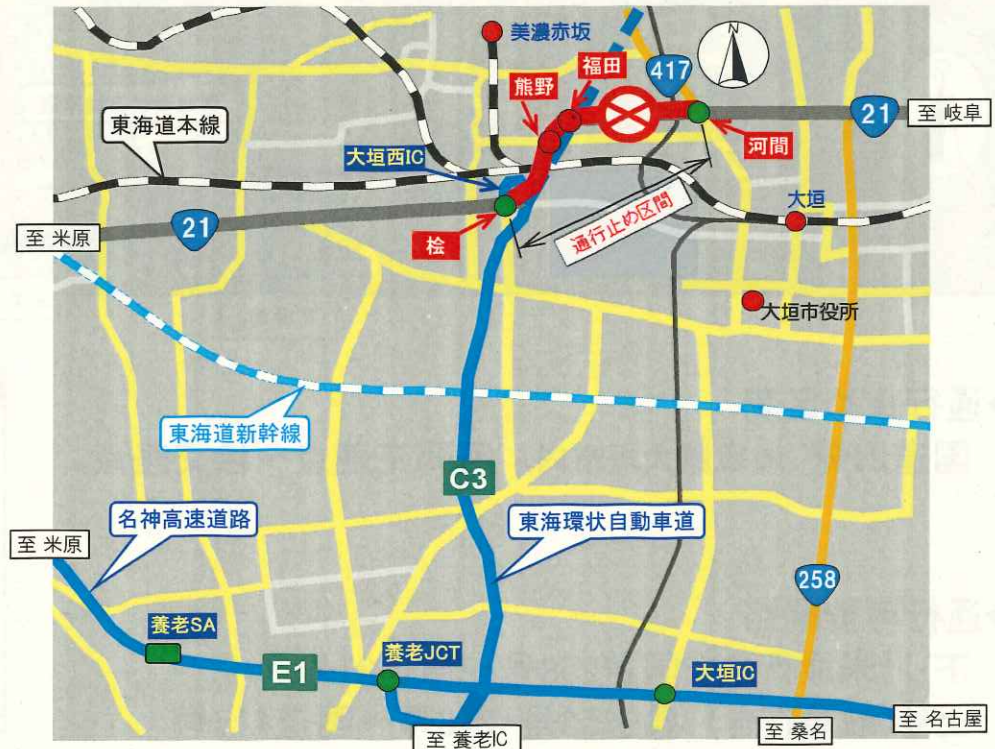 美濃赤坂
N
福田
417
熊野
東海道本線
21
至 岐阜
河間
大垣西IC
大垣
21
至 米原
桧
通行止め区間
大垣市役所
東海道新幹線
C3
名神高速道路
東海環状自動車道
至 米原
258
養老SA
養老JCT
E1
大垣IC
至 名古屋
至 桑名
至 養老IC